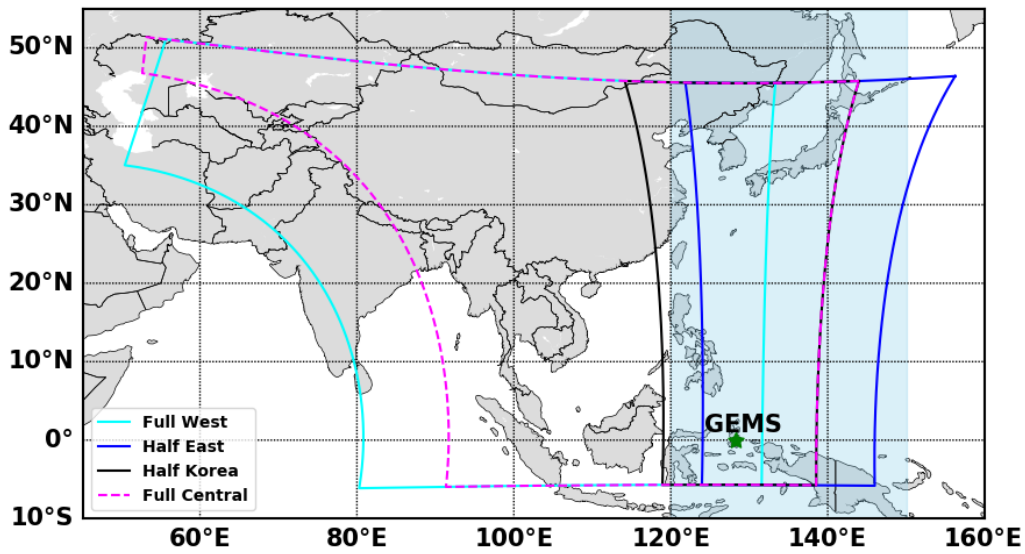 50°N
40°N
30°N
20°N
10°N
0°
10°S
GEMS
Full West
Half East
Half Korea
Full Central
60°E
80°E
100°E
120°E
140°E
160°E